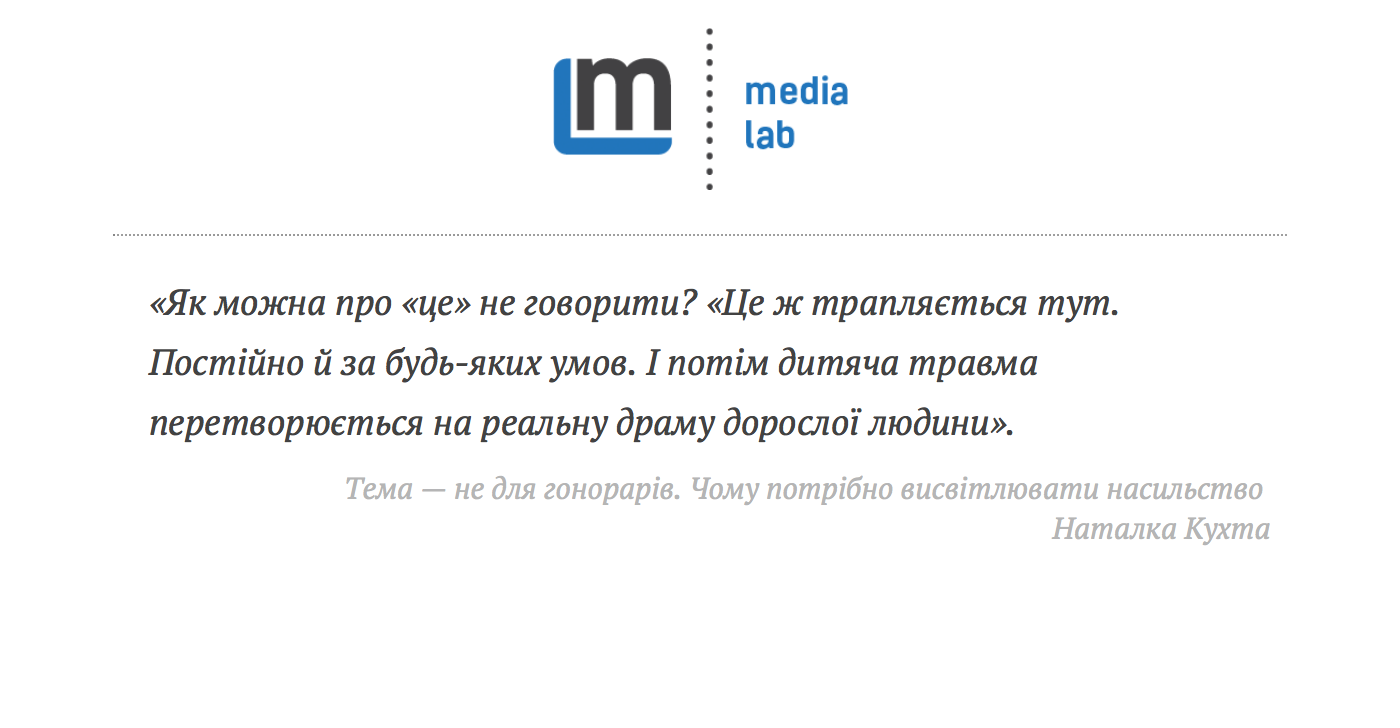 m
media
lab
«Як можна про «це» не говорити? «Це ж трапляється тут.
Постійно й за будь-яких умов. І потім дитяча травма
перетворюється на реальну драму дорослої людини».
Тема — не для гонорарів. Чому потрібно висвітлювати насильство
Наталка Кухта